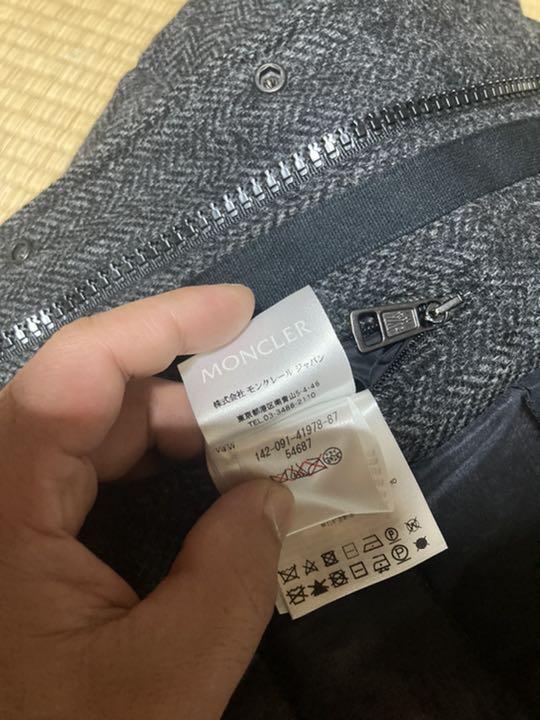 MONCLER
株式会社 モンクレール ジャパン
東京都港区南青山5-4-46
TEL 03-3486-2110
142-091-41978-87
54687